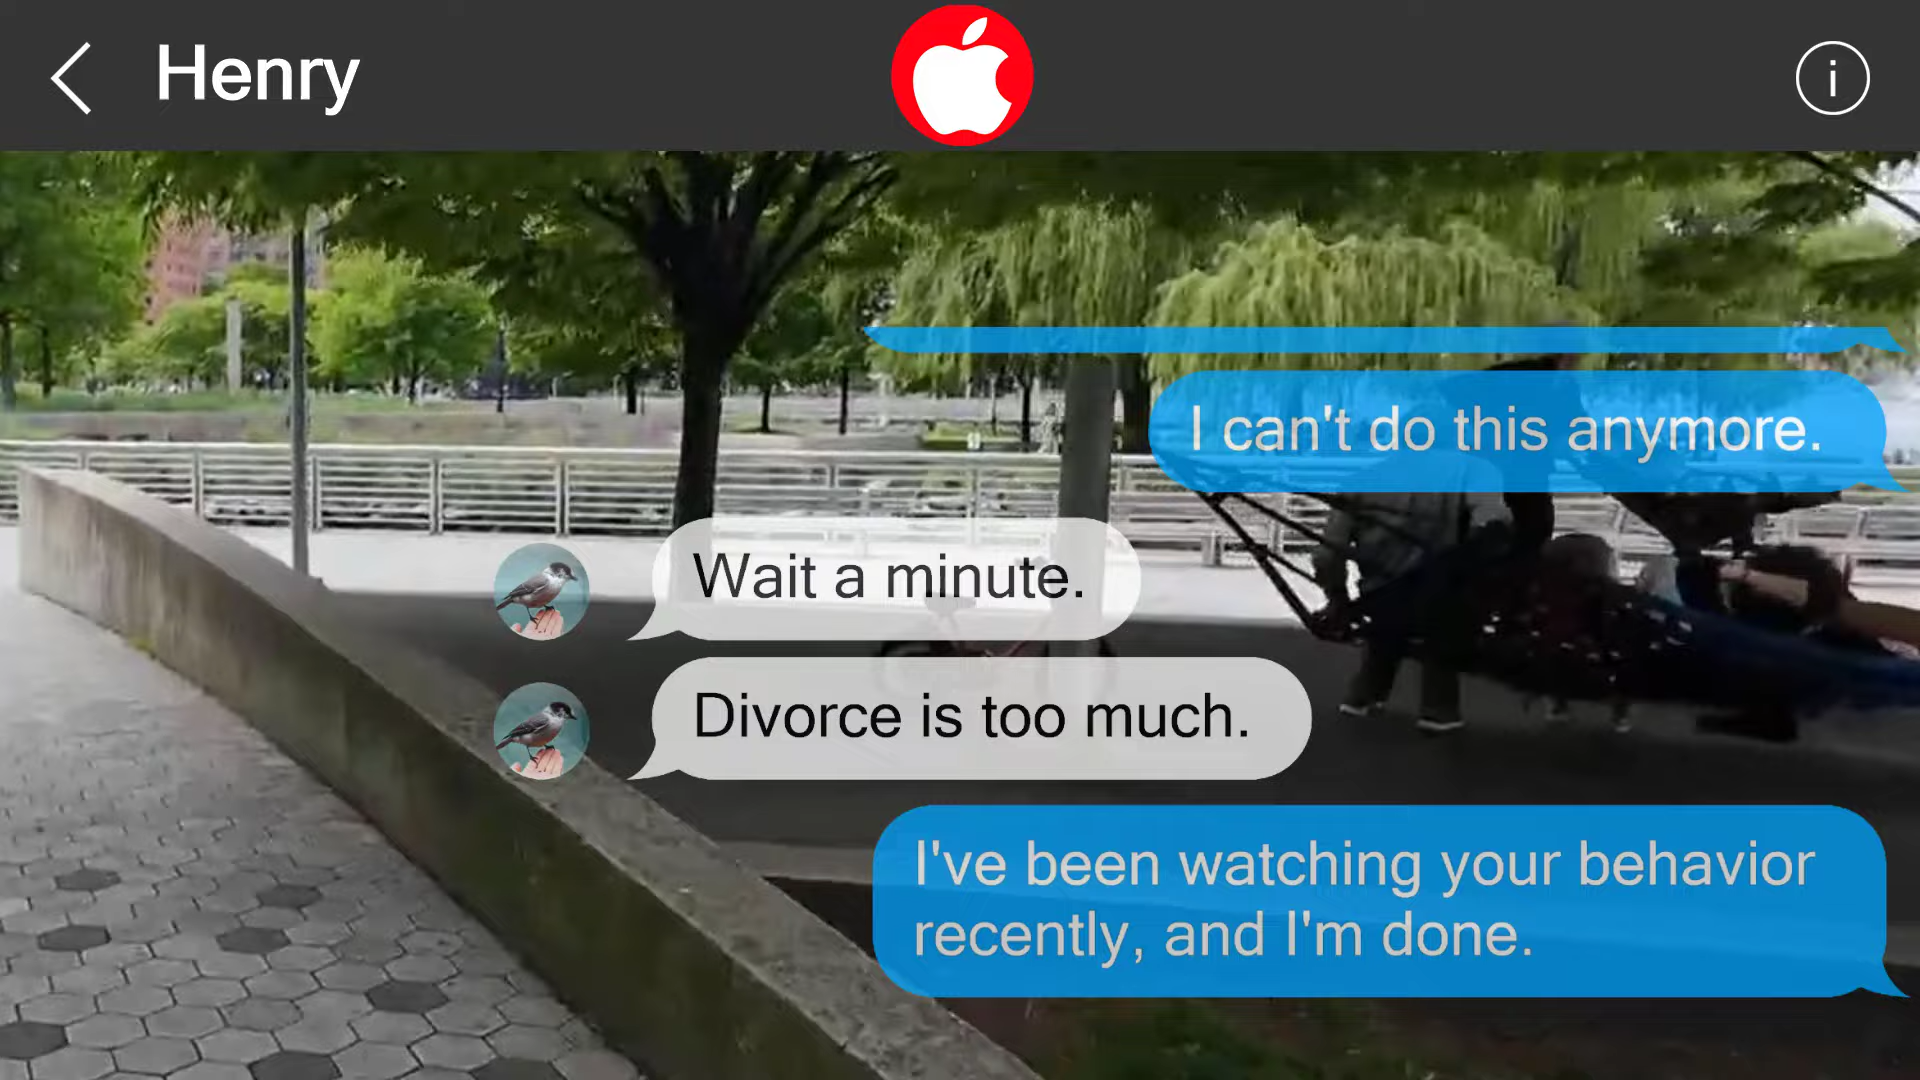 Henry
I can't do this anymore.
Wait a minute.
Divorce is too much.
I've been watching your behavior
recently, and I'm done.